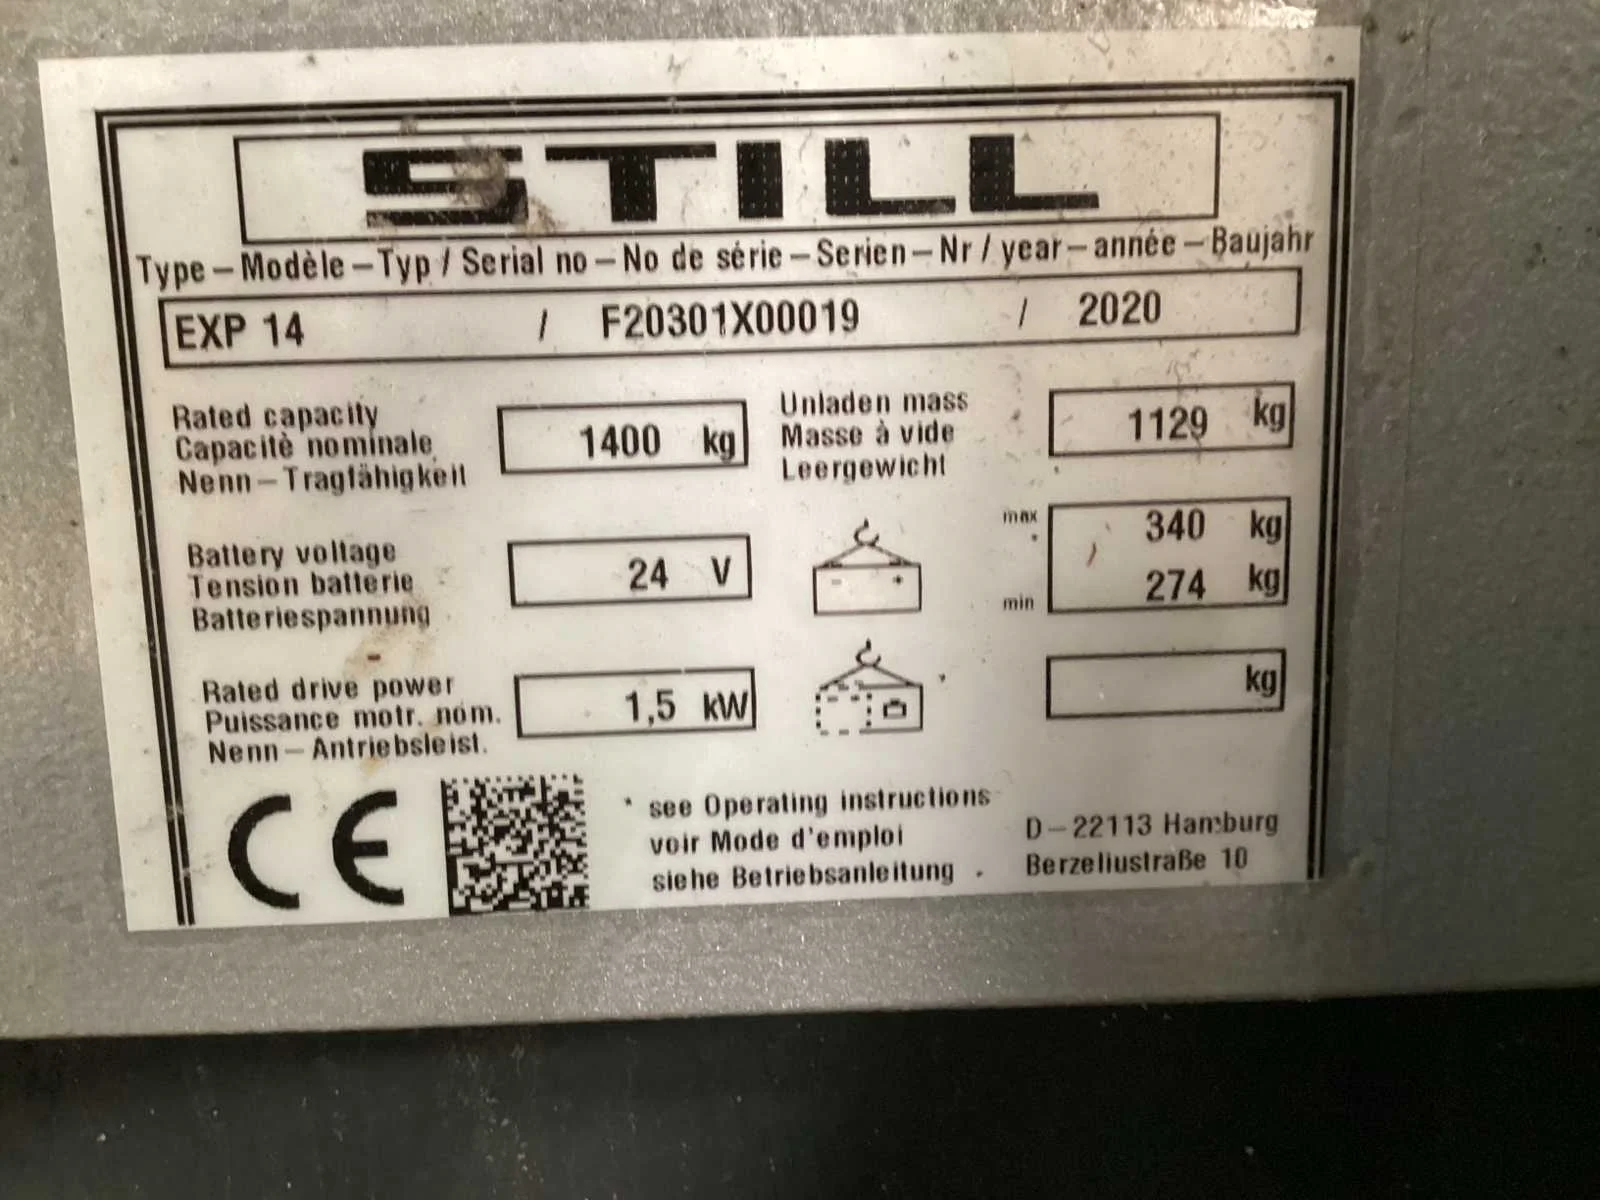 STILL
Type – Modèle – Typ / Serial no – No de série – Serien – Nr / year – année – Baujahr
EXP 14 / F20301X00019 / 2020
Rated capacity
Capacitè nominale
Nenn – Tragfähigkeit
1400 kg
Unladen mass
Masse à vide
Leergewicht
1129 kg
Battery voltage
Tension batterie
Batteriespannung
24 V
- +
max 340 kg
min 274 kg
Rated drive power
Puissance motr. nom.
Nenn – Antriebsleist.
1,5 kW
kg
CE
* see Operating instructions
voir Mode d'emploi
siehe Betriebsanleitung
D – 22113 Hamburg
Berzeliusstraße 10